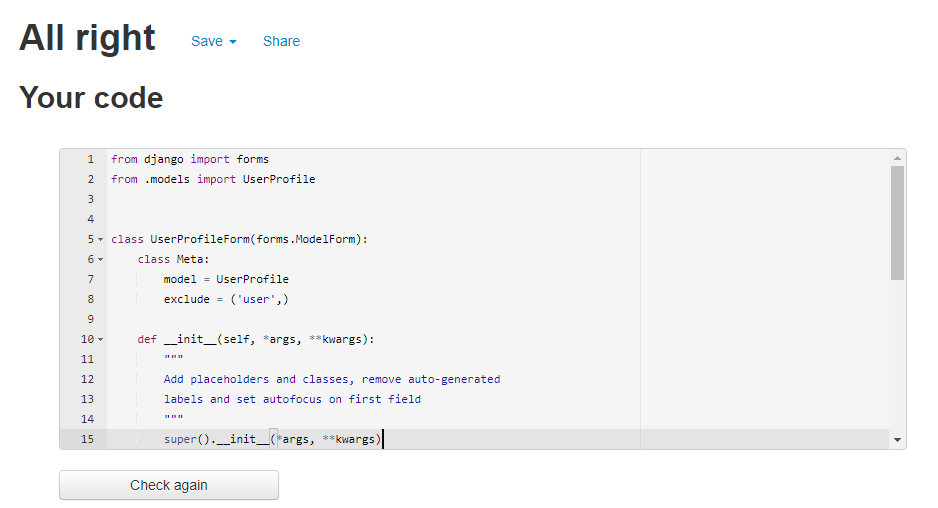 All right Save Share
Your code
1 from django import forms
2 from .models import UserProfile
3
4
5 class UserProfileForm(forms.ModelForm):
6     class Meta:
7         model = UserProfile
8         exclude = ('user',)
9
10     def __init__(self, *args, **kwargs):
11         """
12         Add placeholders and classes, remove auto-generated
13         labels and set autofocus on first field
14         """
15         super().__init__(*args, **kwargs)
Check again